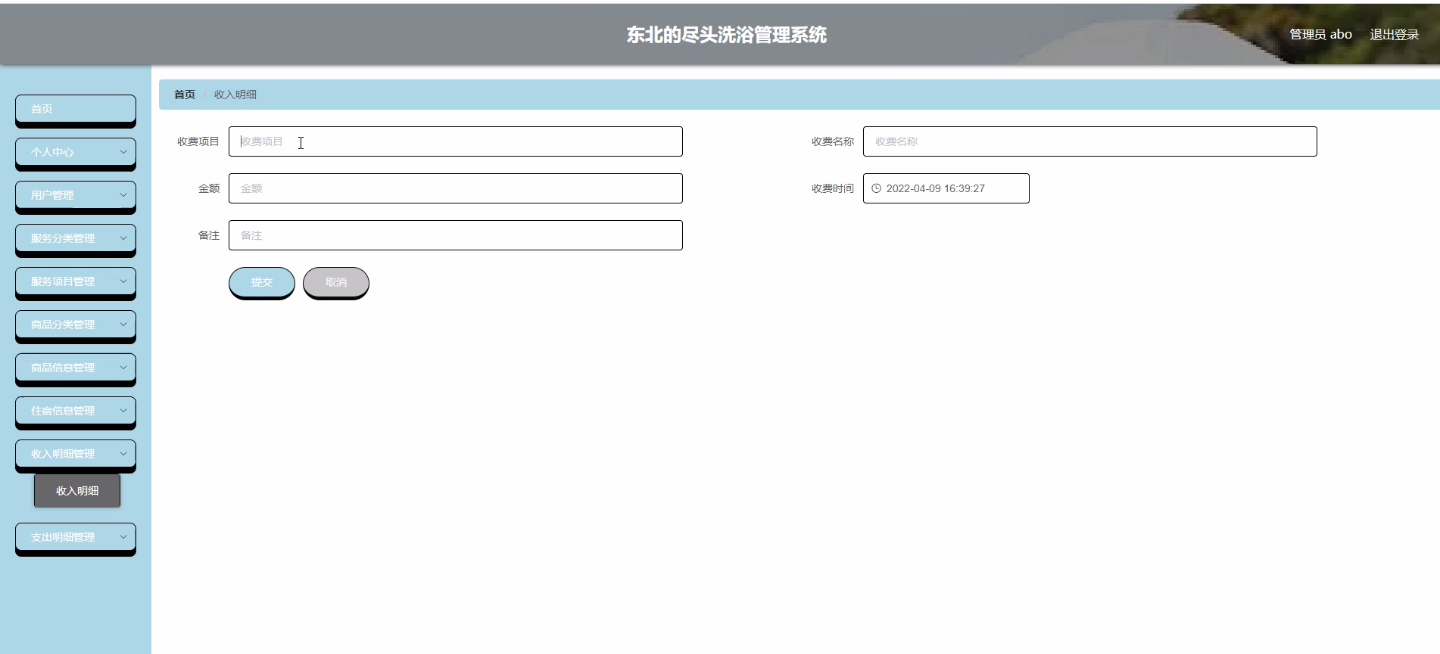 东北的尽头洗浴管理系统
管理员 abo 退出登录
首页
个人中心
用户管理
服务分类管理
服务项目管理
商品分类管理
商品信息管理
住宿信息管理
收入明细管理
收入明细
支出明细管理
首页 / 收入明细
收费项目 收费项目
收费名称 收费名称
金额 金额
收费时间 2022-04-09 16:39:27
备注 备注
提交 取消